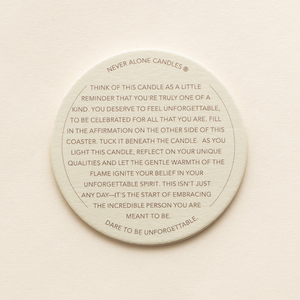 NEVER ALONE CANDLES ®
THINK OF THIS CANDLE AS A LITTLE
REMINDER THAT YOU'RE TRULY ONE OF A
KIND. YOU DESERVE TO FEEL UNFORGETTABLE,
TO BE CELEBRATED FOR ALL THAT YOU ARE. FILL
IN THE AFFIRMATION ON THE OTHER SIDE OF THIS
COASTER. TUCK IT BENEATH THE CANDLE. AS YOU
LIGHT THIS CANDLE, REFLECT ON YOUR UNIQUE
QUALITIES AND LET THE GENTLE WARMTH OF THE
FLAME IGNITE YOUR BELIEF IN YOUR
UNFORGETTABLE SPIRIT. THIS ISN'T JUST
ANY DAY—IT'S THE START OF EMBRACING
THE INCREDIBLE PERSON YOU ARE
MEANT TO BE.
DARE TO BE UNFORGETTABLE.